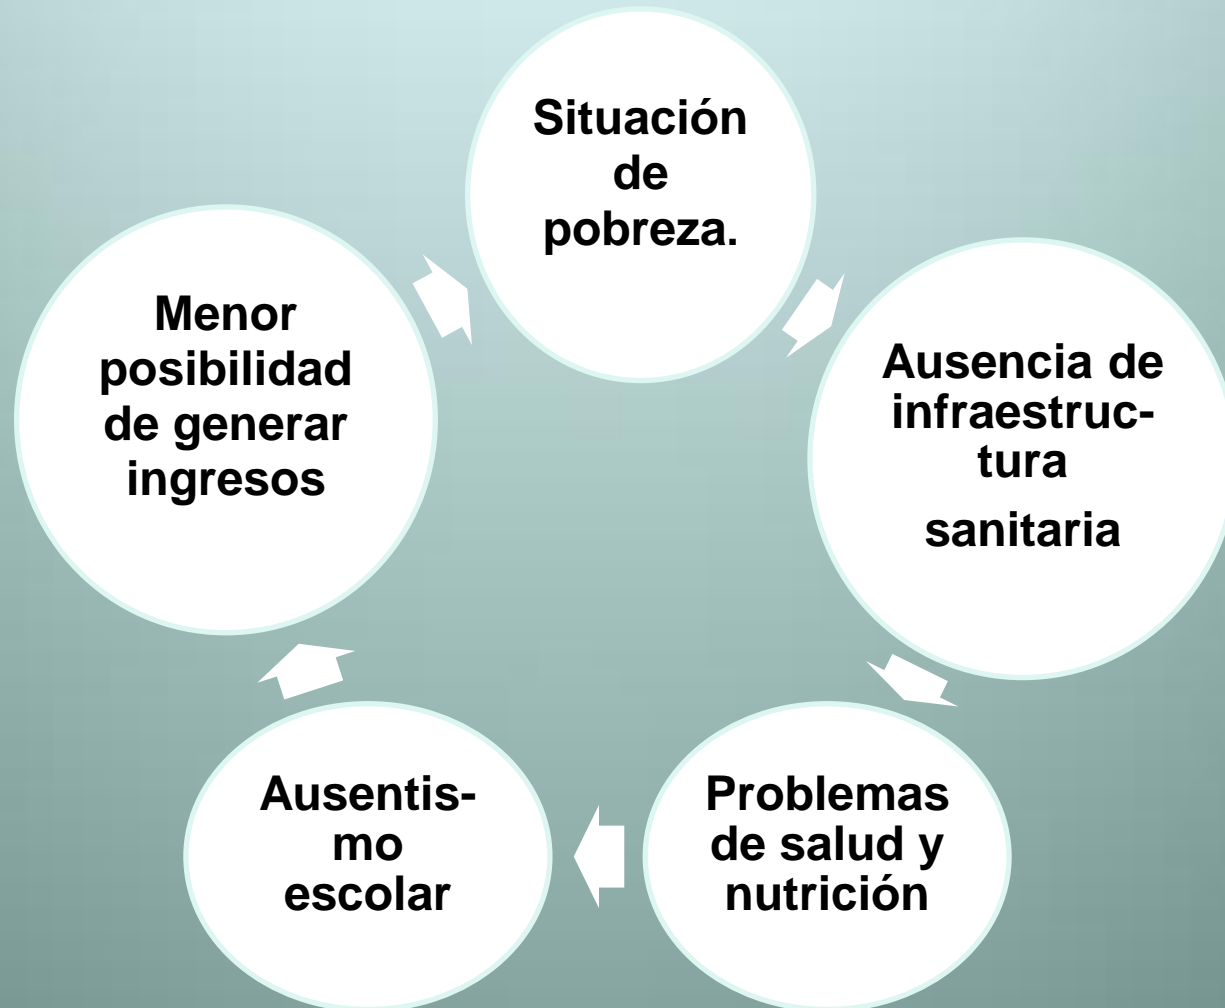 Situación
de
pobreza.
Ausencia de
infraestruc-
tura
sanitaria
Problemas
de salud y
nutrición
Ausentis-
mo
escolar
Menor
posibilidad
de generar
ingresos